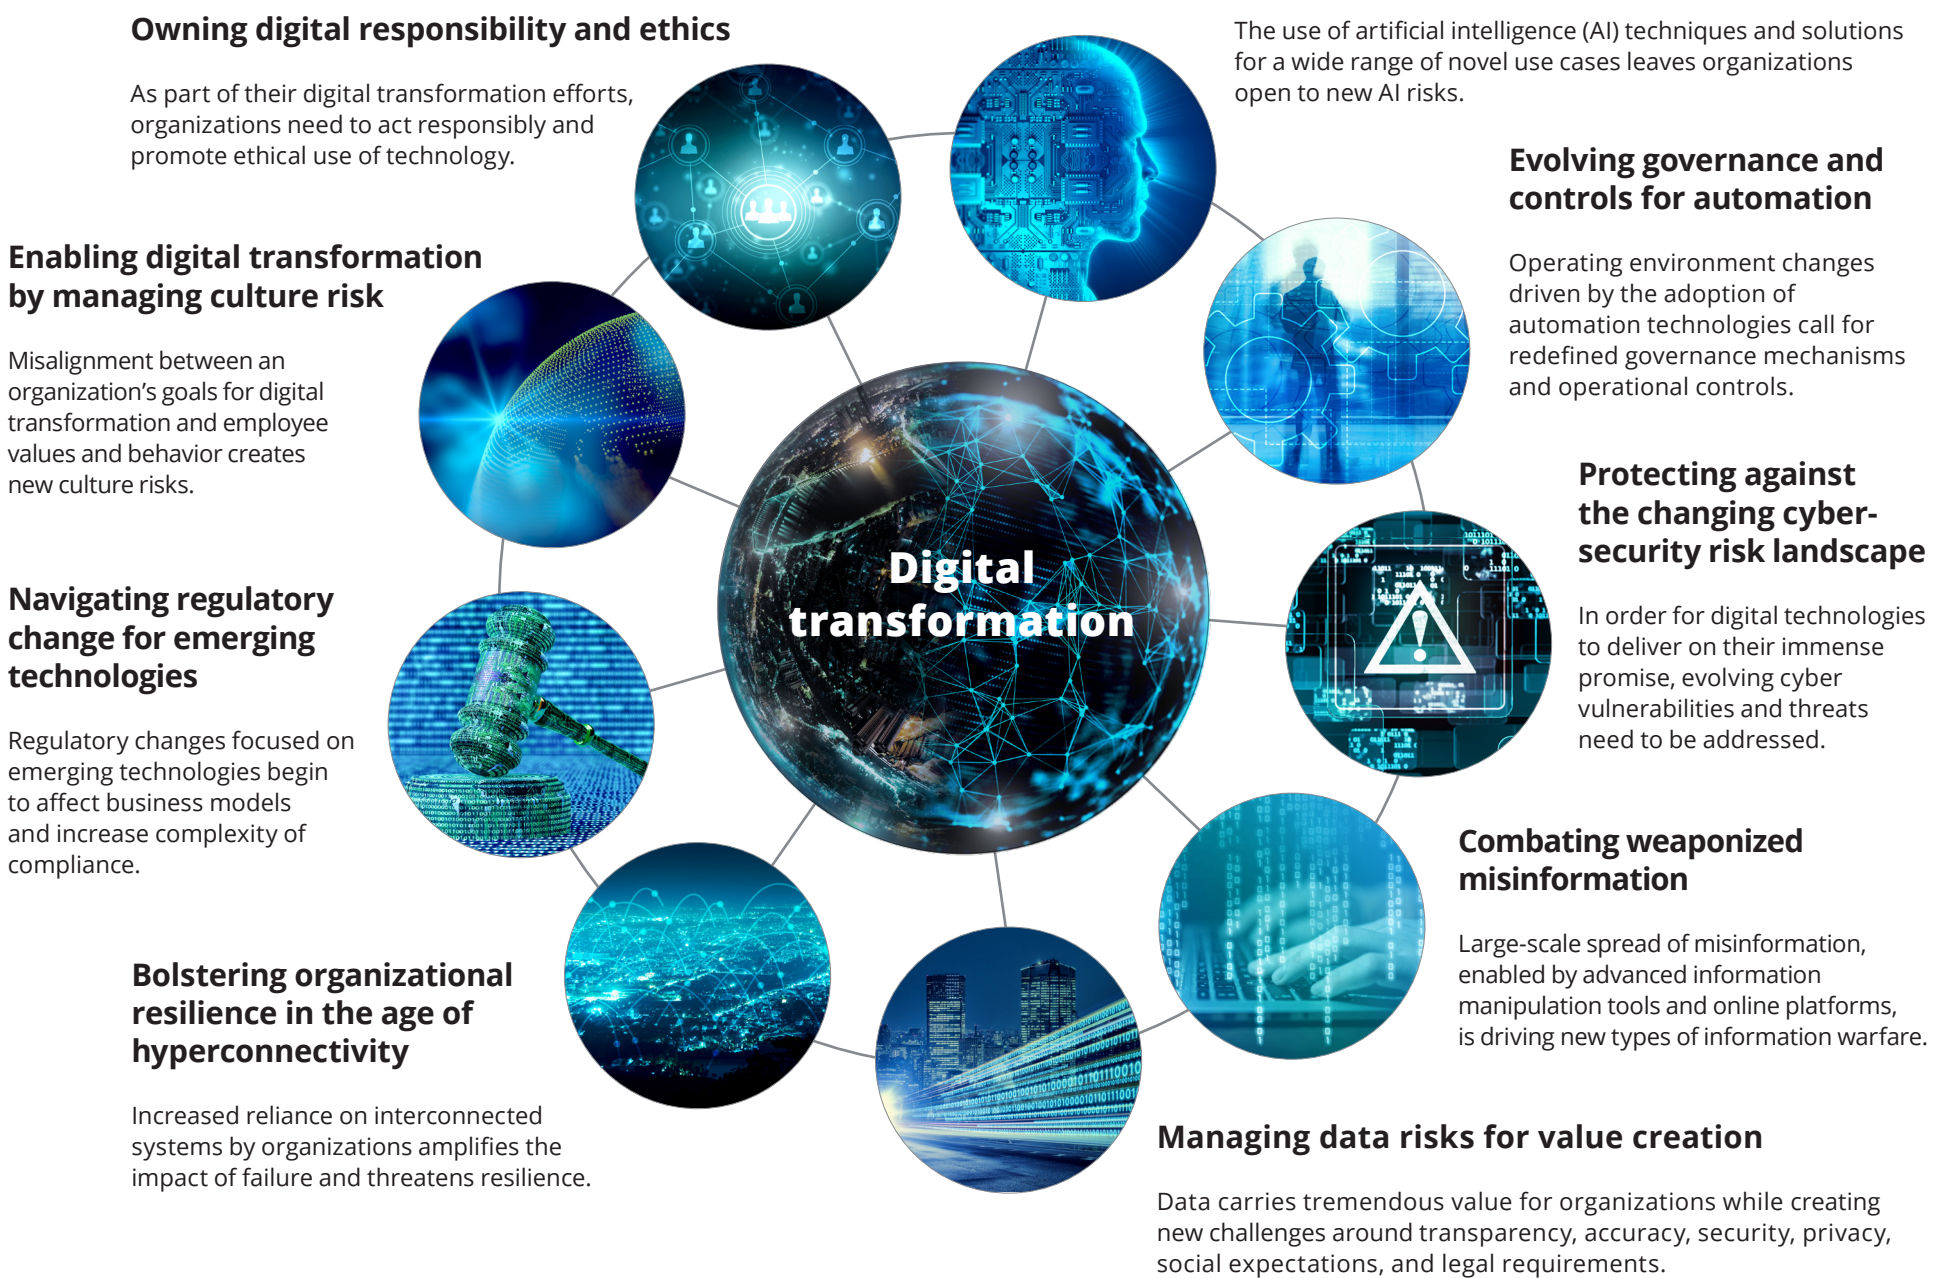 Owning digital responsibility and ethics
As part of their digital transformation efforts,
organizations need to act responsibly and
promote ethical use of technology.
The use of artificial intelligence (AI) techniques and solutions
for a wide range of novel use cases leaves organizations
open to new AI risks.
Evolving governance and
controls for automation
Operating environment changes
driven by the adoption of
automation technologies call for
redefined governance mechanisms
and operational controls.
Protecting against
the changing cyber-
security risk landscape
In order for digital technologies
to deliver on their immense
promise, evolving cyber
vulnerabilities and threats
need to be addressed.
Combating weaponized
misinformation
Large-scale spread of misinformation,
enabled by advanced information
manipulation tools and online platforms,
is driving new types of information warfare.
Managing data risks for value creation
Data carries tremendous value for organizations while creating
new challenges around transparency, accuracy, security, privacy,
social expectations, and legal requirements.
Bolstering organizational
resilience in the age of
hyperconnectivity
Increased reliance on interconnected
systems by organizations amplifies the
impact of failure and threatens resilience.
Navigating regulatory
change for emerging
technologies
Regulatory changes focused on
emerging technologies begin
to affect business models
and increase complexity of
compliance.
Enabling digital transformation
by managing culture risk
Misalignment between an
organization’s goals for digital
transformation and employee
values and behavior creates
new culture risks.
Digital
transformation